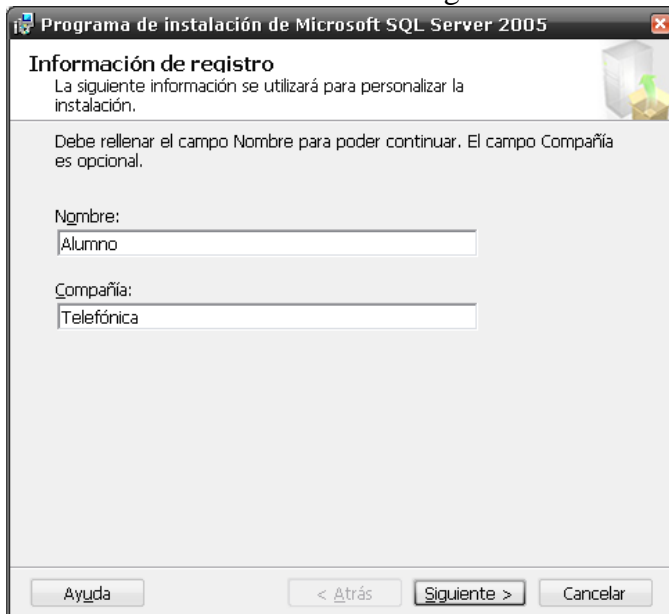 Programa de instalación de Microsoft SQL Server 2005
Información de registro
La siguiente información se utilizará para personalizar la
instalación.
Debe rellenar el campo Nombre para poder continuar. El campo Compañía
es opcional.
Nombre:
Alumno
Compañía:
Telefónica
Ayuda
< Atrás
Siguiente >
Cancelar